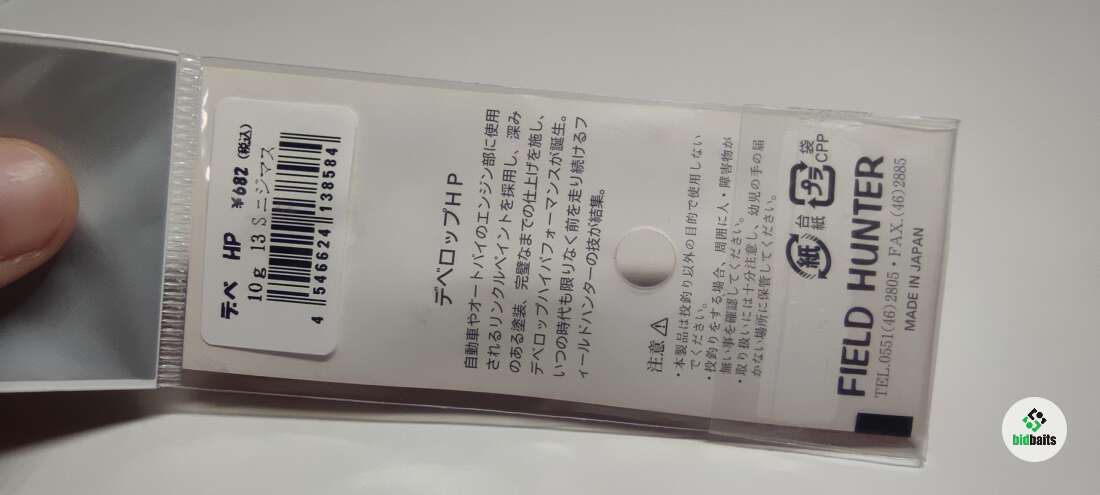 デベ HP ¥682(税込)
10g 13 Sニジマス
4 546624 138584
デベロップHP
自動車やオートバイのエンジン部に使用
されるリンクルペイントを採用し、深み
のある塗装、完璧なまでの仕上げを施し、
デベロップハイパフォーマンスが誕生。
いつの時代も限りなく前を走り続けるフ
ィールドハンターの技が結集。
注意⚠
・本製品は投釣り以外の目的で使用しない
でください。
・投釣りをする場合、周囲に人・障害物が
無い事を確認してください。
・取り扱いには十分注意し、幼児の手の届
かない場所に保管してください。
紙 台紙 プラ 袋 CPP
FIELD HUNTER
TEL.0551(46)2805・FAX.(46)2885
MADE IN JAPAN
bidbaits